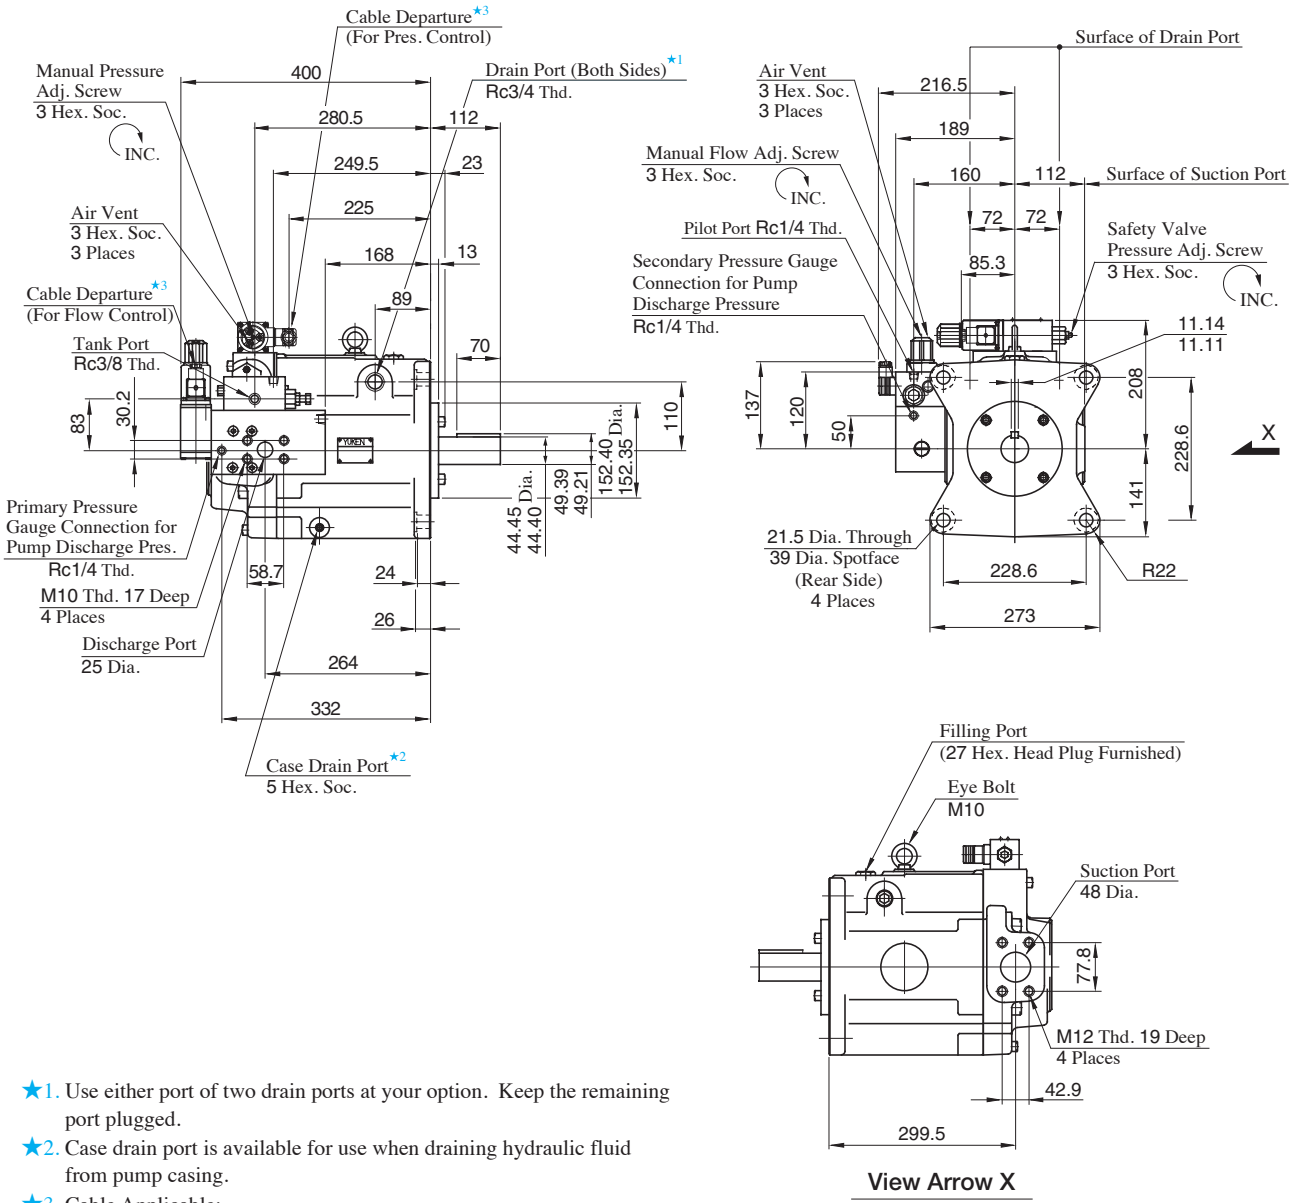 Cable Departure★3
(For Pres. Control)
Manual Pressure
Adj. Screw
3 Hex. Soc.
INC.
400
Drain Port (Both Sides)★1
Rc3/4 Thd.
280.5
112
249.5
23
225
Air Vent
3 Hex. Soc.
3 Places
168
13
Cable Departure★3
(For Flow Control)
89
Tank Port
Rc3/8 Thd.
70
83
30.2
YUKEN
110
152.40 Dia.
152.35
49.39
49.21
44.45 Dia.
44.40
Primary Pressure
Gauge Connection for
Pump Discharge Pres.
Rc1/4 Thd.
58.7
24
M10 Thd. 17 Deep
4 Places
26
Discharge Port
25 Dia.
264
332
Case Drain Port★2
5 Hex. Soc.
Surface of Drain Port
Air Vent
3 Hex. Soc.
3 Places
216.5
189
Manual Flow Adj. Screw
3 Hex. Soc.
INC.
160
112
Surface of Suction Port
Pilot Port Rc1/4 Thd.
72
72
Safety Valve
Pressure Adj. Screw
3 Hex. Soc.
INC.
Secondary Pressure Gauge
Connection for Pump
Discharge Pressure
Rc1/4 Thd.
85.3
11.14
11.11
137
120
50
208
228.6
141
X
21.5 Dia. Through
39 Dia. Spotface
(Rear Side)
4 Places
228.6
R22
273
Filling Port
(27 Hex. Head Plug Furnished)
Eye Bolt
M10
Suction Port
48 Dia.
77.8
M12 Thd. 19 Deep
4 Places
42.9
299.5
View Arrow X
★1. Use either port of two drain ports at your option. Keep the remaining
port plugged.
★2. Case drain port is available for use when draining hydraulic fluid
from pump casing.
★3. Cable Applicable: